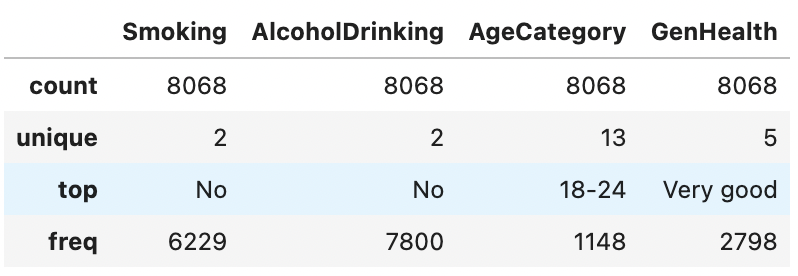 Smoking AlcoholDrinking AgeCategory GenHealth
count 8068 8068 8068 8068
unique 2 2 13 5
top No No 18-24 Very good
freq 6229 7800 1148 2798